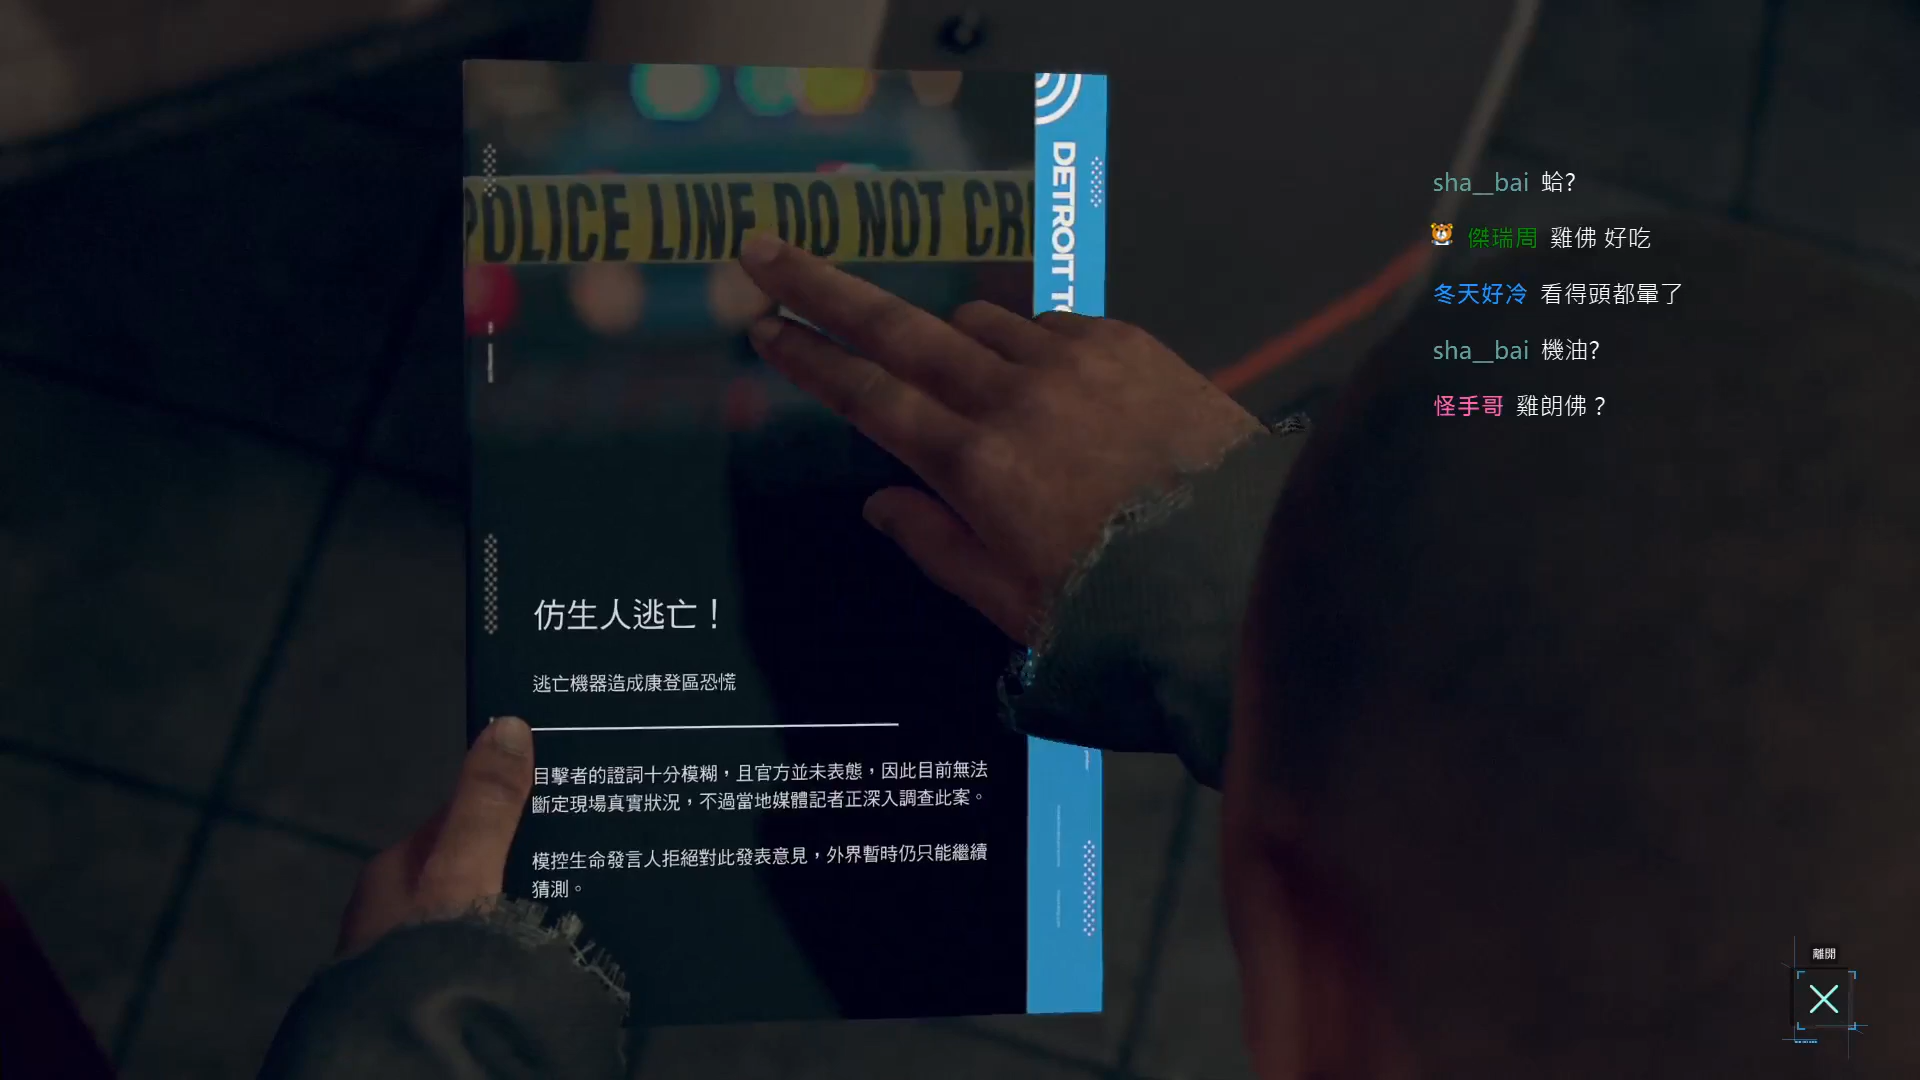 POLICE LINE DO NOT CR
DETROIT T
仿生人逃亡！
逃亡機器造成康登區恐慌
目擊者的證詞十分模糊，且官方並未表態，因此目前無法
斷定現場真實狀況，不過當地媒體記者正深入調查此案。
模控生命發言人拒絕對此發表意見，外界暫時仍只能繼續
猜測。
sha__bai 蛤?
傑瑞周 雞佛 好吃
冬天好冷 看得頭都暈了
sha__bai 機油?
怪手哥 雞朗佛？
離開